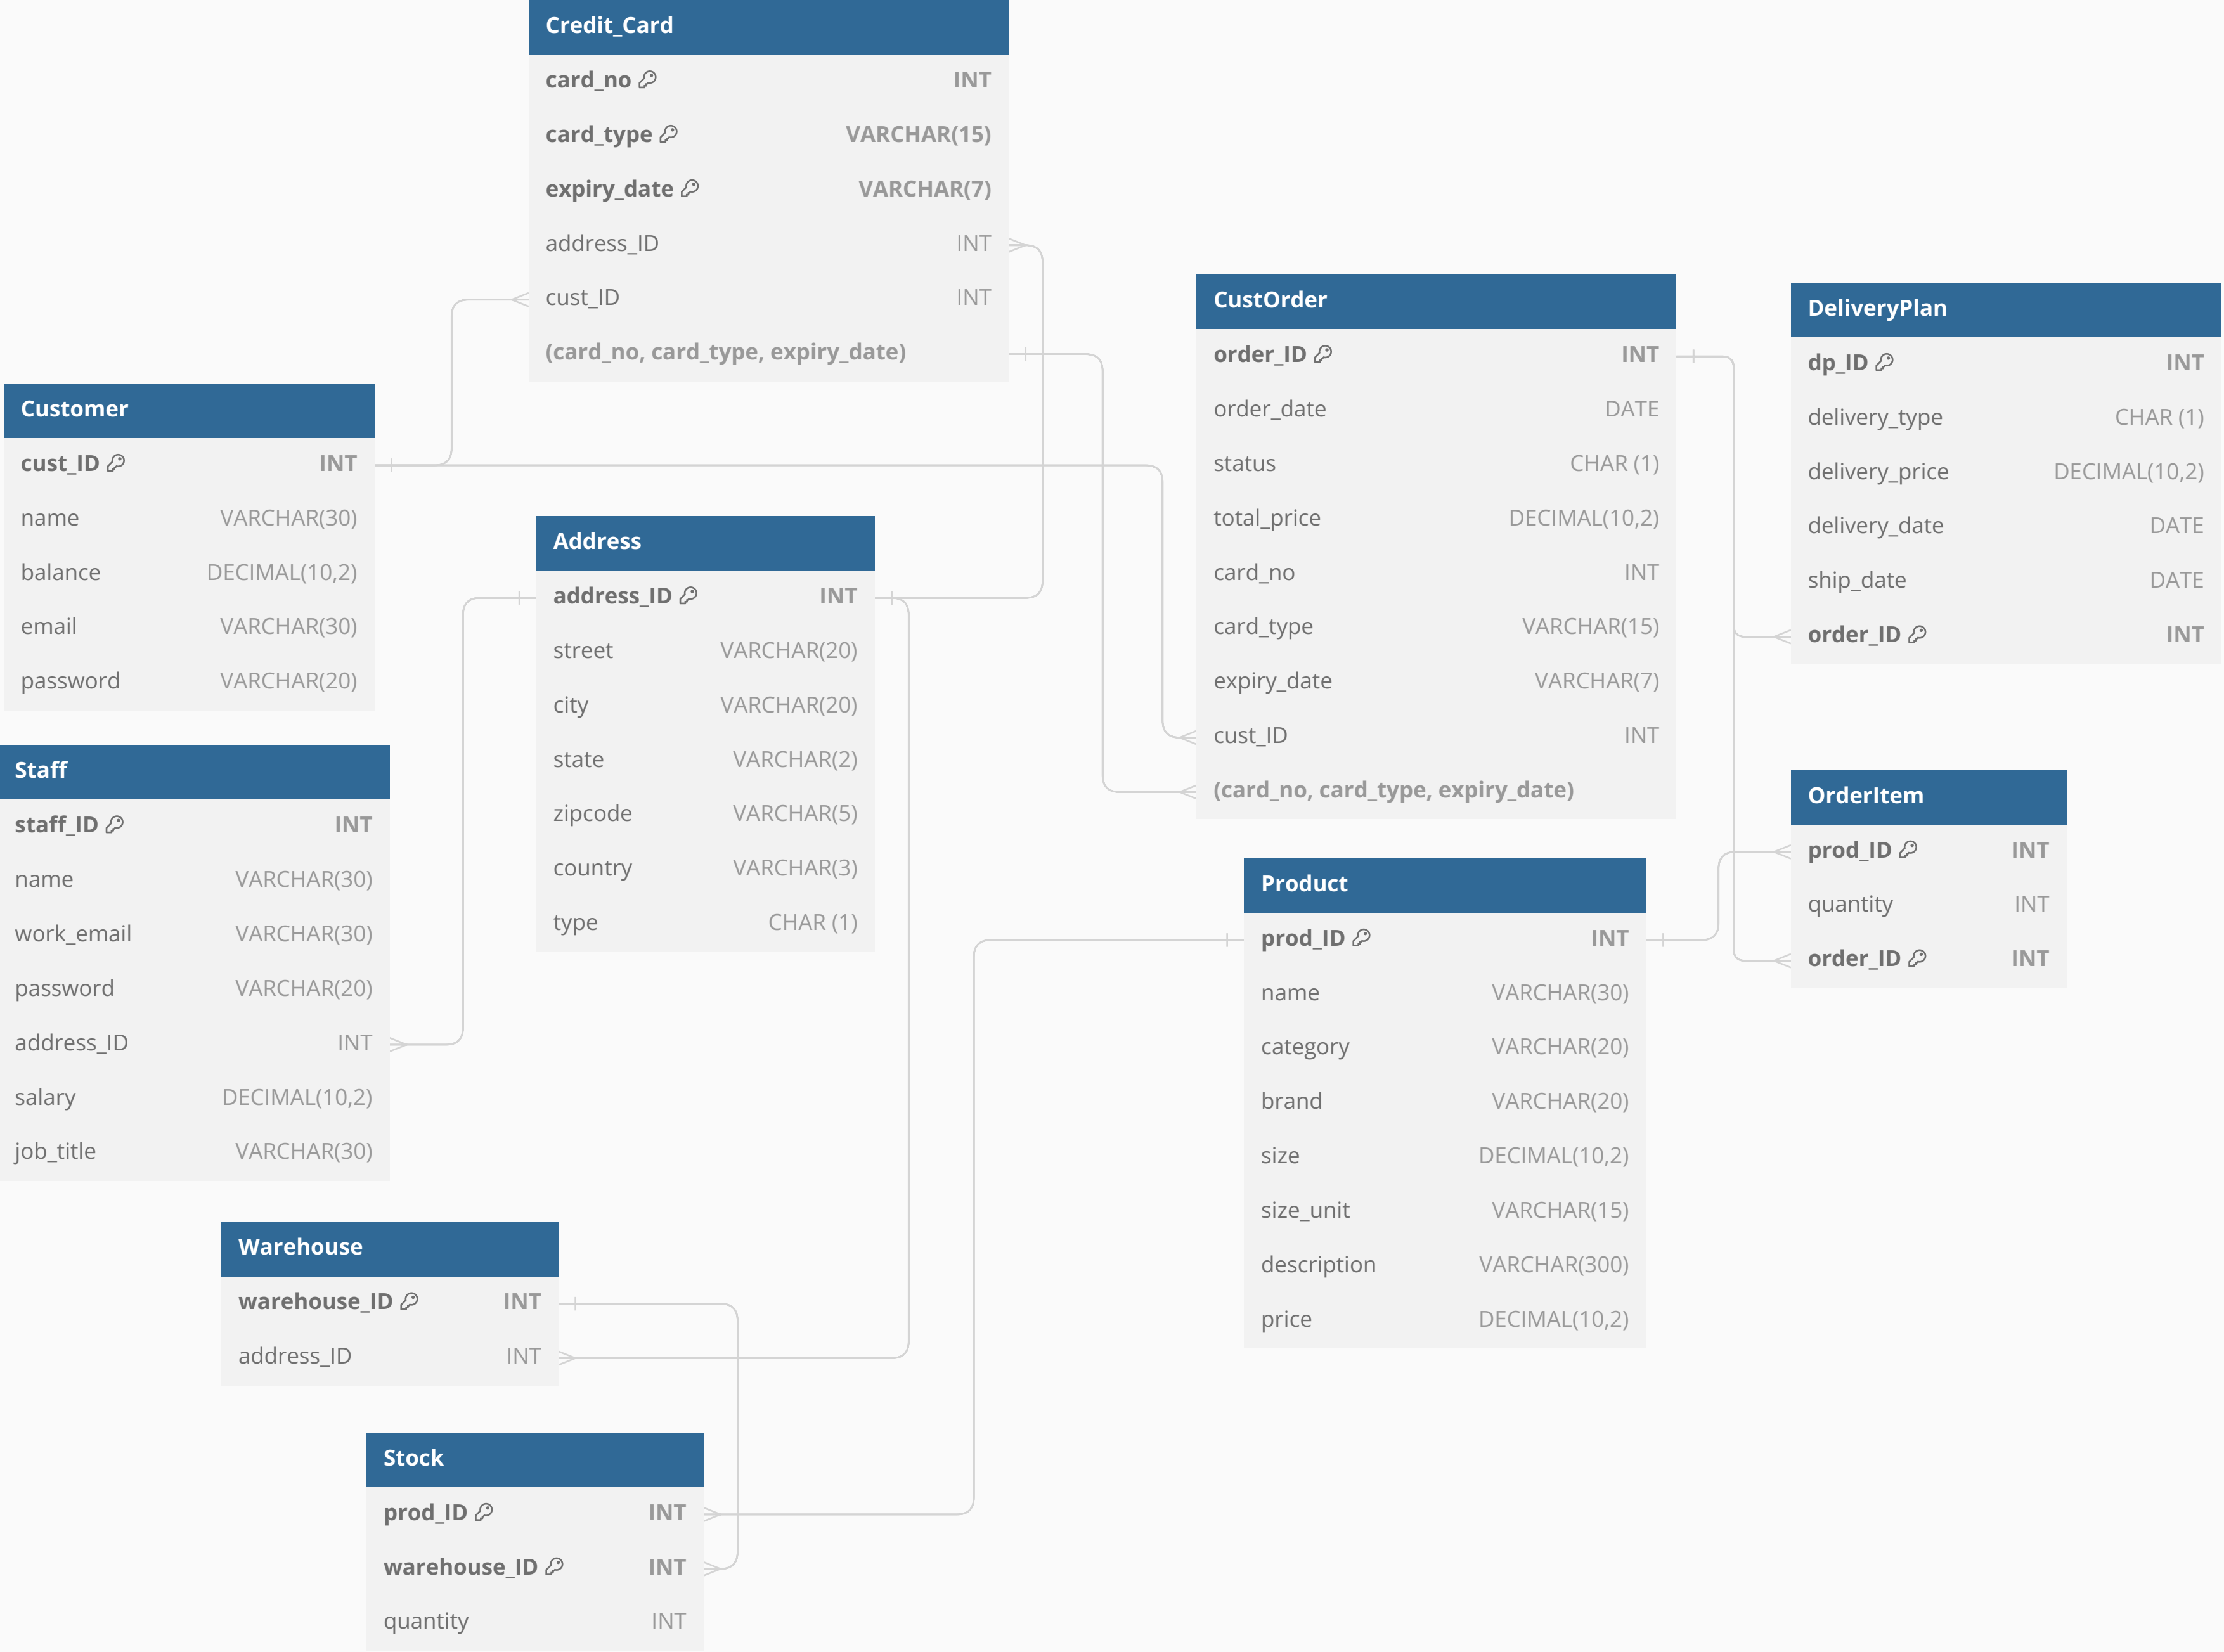 Credit_Card
card_no INT
card_type VARCHAR(15)
expiry_date VARCHAR(7)
address_ID INT
cust_ID INT
(card_no, card_type, expiry_date)
Customer
cust_ID INT
name VARCHAR(30)
balance DECIMAL(10,2)
email VARCHAR(30)
password VARCHAR(20)
Staff
staff_ID INT
name VARCHAR(30)
work_email VARCHAR(30)
password VARCHAR(20)
address_ID INT
salary DECIMAL(10,2)
job_title VARCHAR(30)
Address
address_ID INT
street VARCHAR(20)
city VARCHAR(20)
state VARCHAR(2)
zipcode VARCHAR(5)
country VARCHAR(3)
type CHAR (1)
Warehouse
warehouse_ID INT
address_ID INT
Stock
prod_ID INT
warehouse_ID INT
quantity INT
CustOrder
order_ID INT
order_date DATE
status CHAR (1)
total_price DECIMAL(10,2)
card_no INT
card_type VARCHAR(15)
expiry_date VARCHAR(7)
cust_ID INT
(card_no, card_type, expiry_date)
Product
prod_ID INT
name VARCHAR(30)
category VARCHAR(20)
brand VARCHAR(20)
size DECIMAL(10,2)
size_unit VARCHAR(15)
description VARCHAR(300)
price DECIMAL(10,2)
DeliveryPlan
dp_ID INT
delivery_type CHAR (1)
delivery_price DECIMAL(10,2)
delivery_date DATE
ship_date DATE
order_ID INT
OrderItem
prod_ID INT
quantity INT
order_ID INT